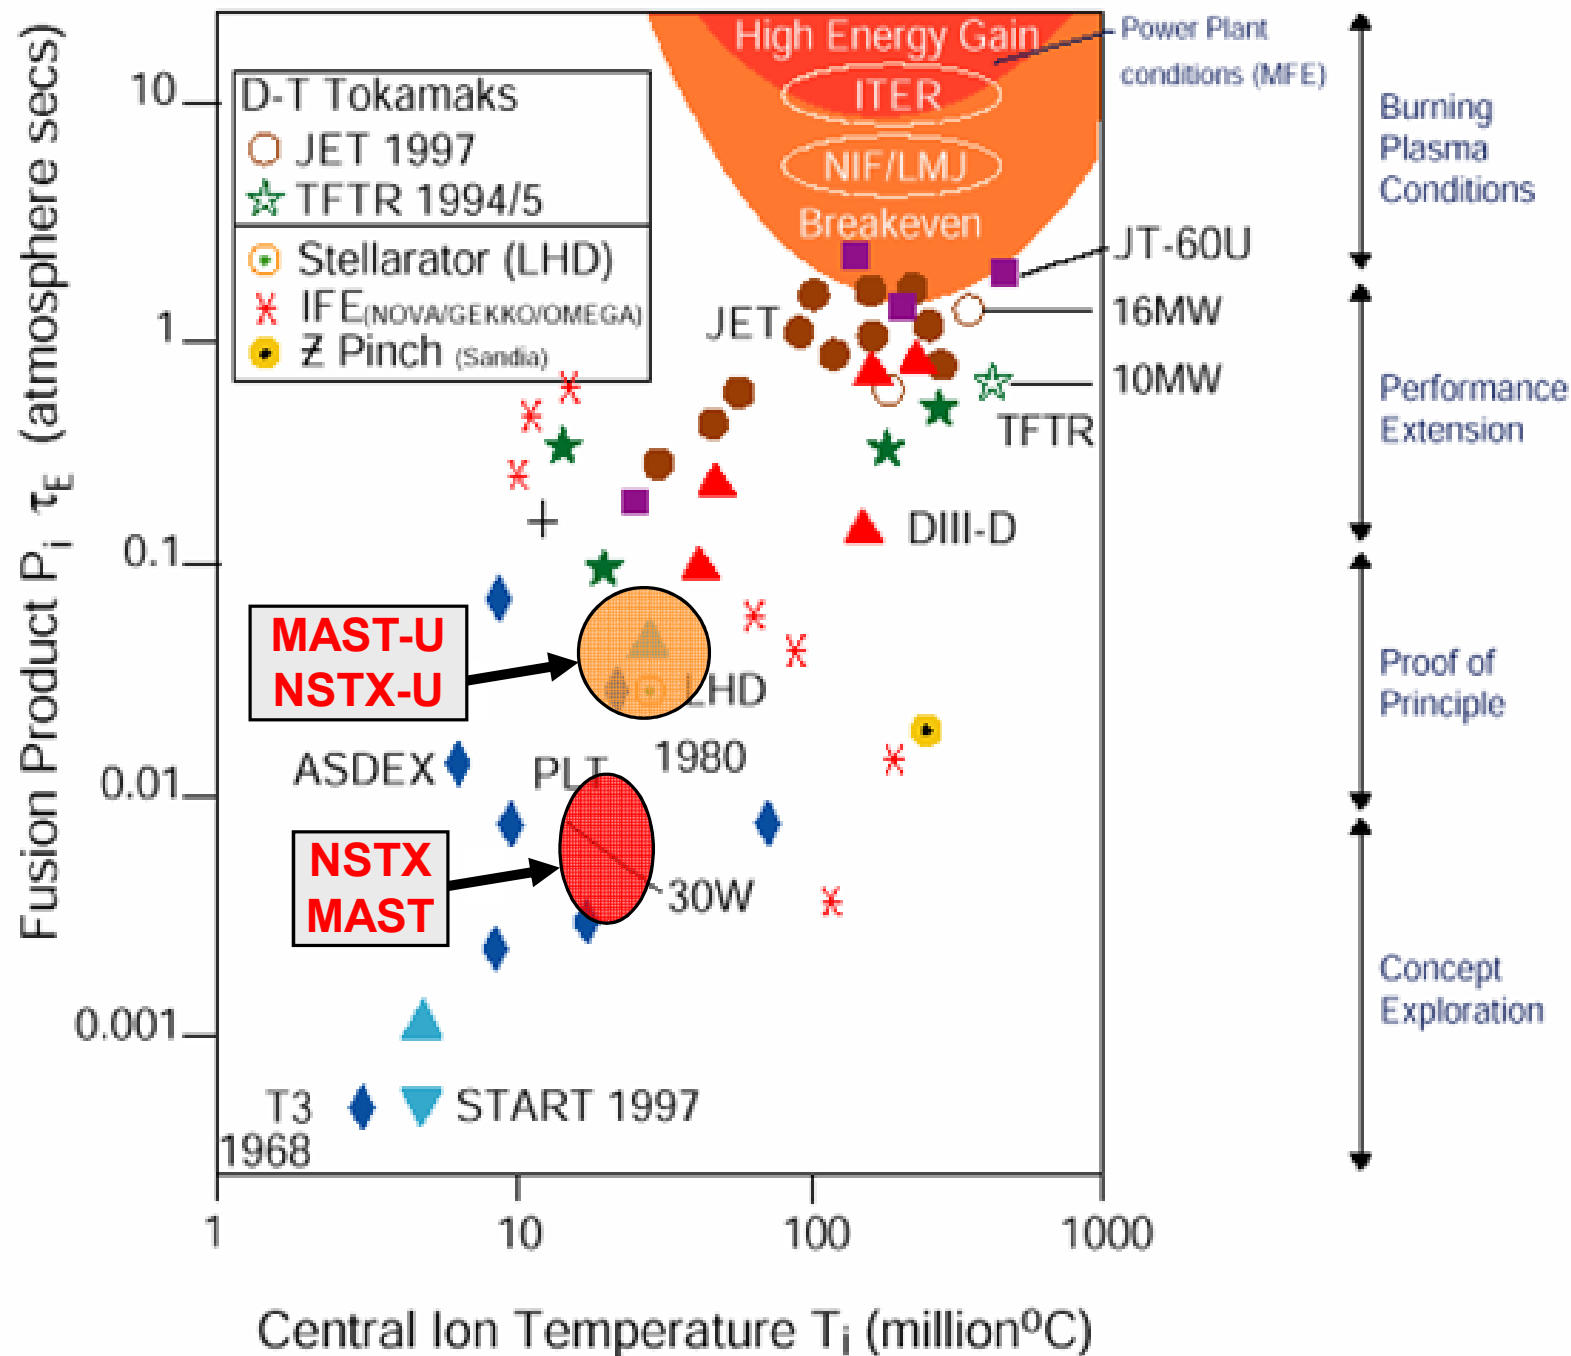 Fusion Product Pi τE (atmosphere secs)
10
1
0.1
0.01
0.001
D-T Tokamaks
JET 1997
TFTR 1994/5
Stellarator (LHD)
IFE(NOVA/GEKKO/OMEGA)
Z Pinch (Sandia)
High Energy Gain
ITER
NIF/LMJ
Breakeven
Power Plant
conditions (MFE)
JT-60U
JET
16MW
10MW
TFTR
DIII-D
MAST-U
NSTX-U
LHD
1980
ASDEX
PLT
NSTX
MAST
30W
T3
1968
START 1997
Burning
Plasma
Conditions
Performance
Extension
Proof of
Principle
Concept
Exploration
1
10
100
1000
Central Ion Temperature Ti (million⁰C)